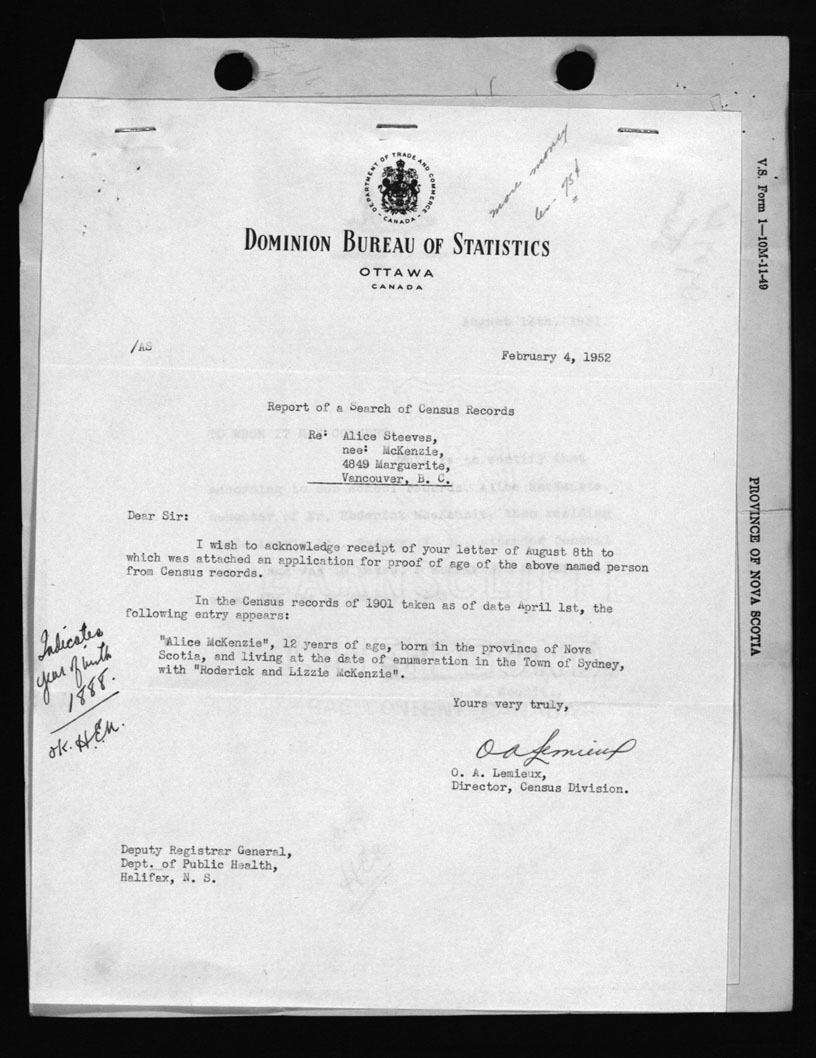 more money
lev- 75¢
DEPARTMENT OF TRADE AND COMMERCE
- CANADA -
DOMINION BUREAU OF STATISTICS
OTTAWA
CANADA
V.S. Form 1—10M-11-49
/AS
February 4, 1952
Report of a Search of Census Records
Re: Alice Steeves,
nee: McKenzie,
4849 Marguerite,
Vancouver, B. C.
Dear Sir:
I wish to acknowledge receipt of your letter of August 8th to
which was attached an application for proof of age of the above named person
from Census records.
In the Census records of 1901 taken as of date April 1st, the
following entry appears:
"Alice McKenzie", 12 years of age, born in the province of Nova
Scotia, and living at the date of enumeration in the Town of Sydney,
with "Roderick and Lizzie McKenzie".
PROVINCE OF NOVA SCOTIA
Indicates
year of birth
1888.
OK. H.E.M.
Yours very truly,
O A Lemieux
O. A. Lemieux,
Director, Census Division.
Deputy Registrar General,
Dept. of Public Health,
Halifax, N. S.